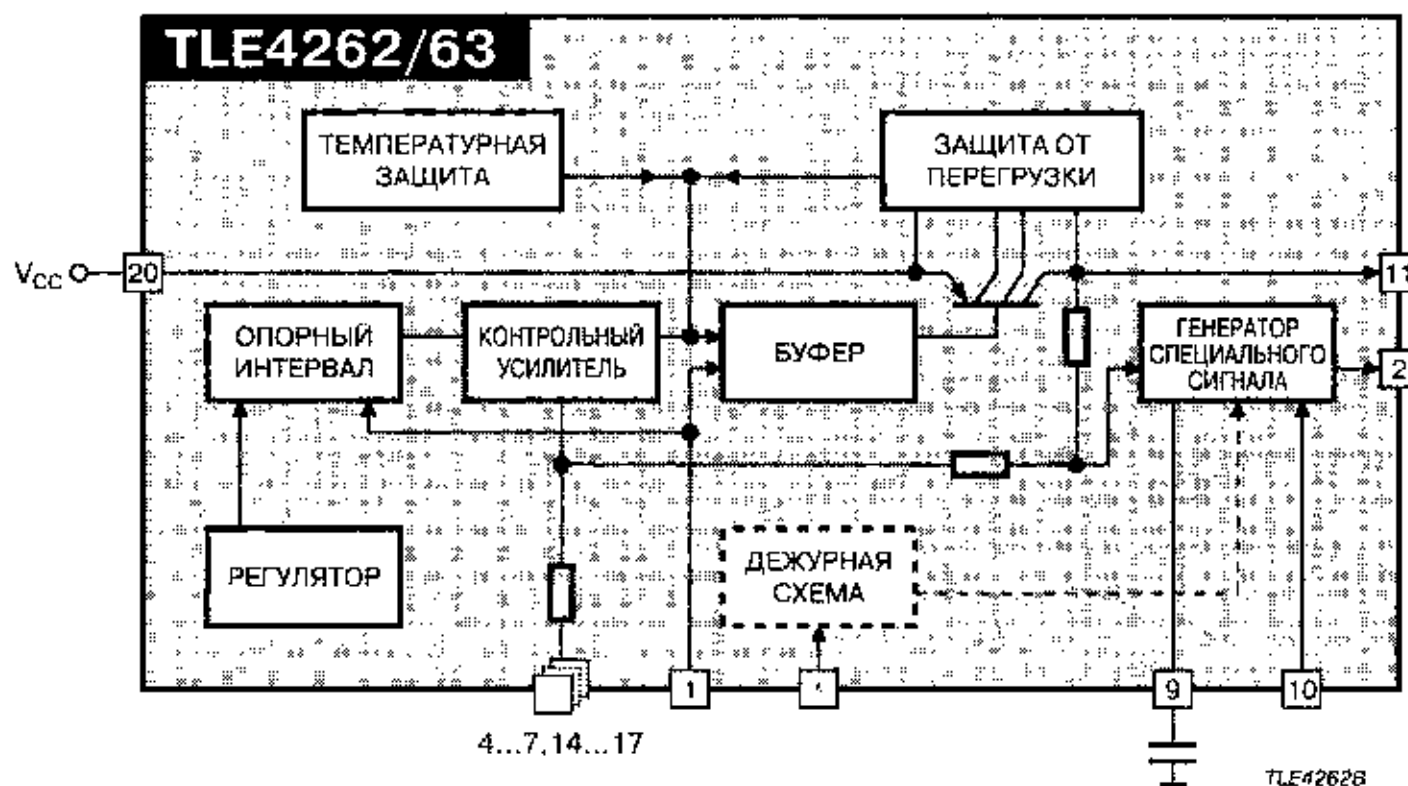 TLE4262/63
ТЕМПЕРАТУРНАЯ
ЗАЩИТА
ЗАЩИТА ОТ
ПЕРЕГРУЗКИ
VCC
20
11
ОПОРНЫЙ
ИНТЕРВАЛ
КОНТРОЛЬНЫЙ
УСИЛИТЕЛЬ
БУФЕР
ГЕНЕРАТОР
СПЕЦИАЛЬНОГО
СИГНАЛА
2
РЕГУЛЯТОР
ДЕЖУРНАЯ
СХЕМА
1
9
10
4...7, 14...17